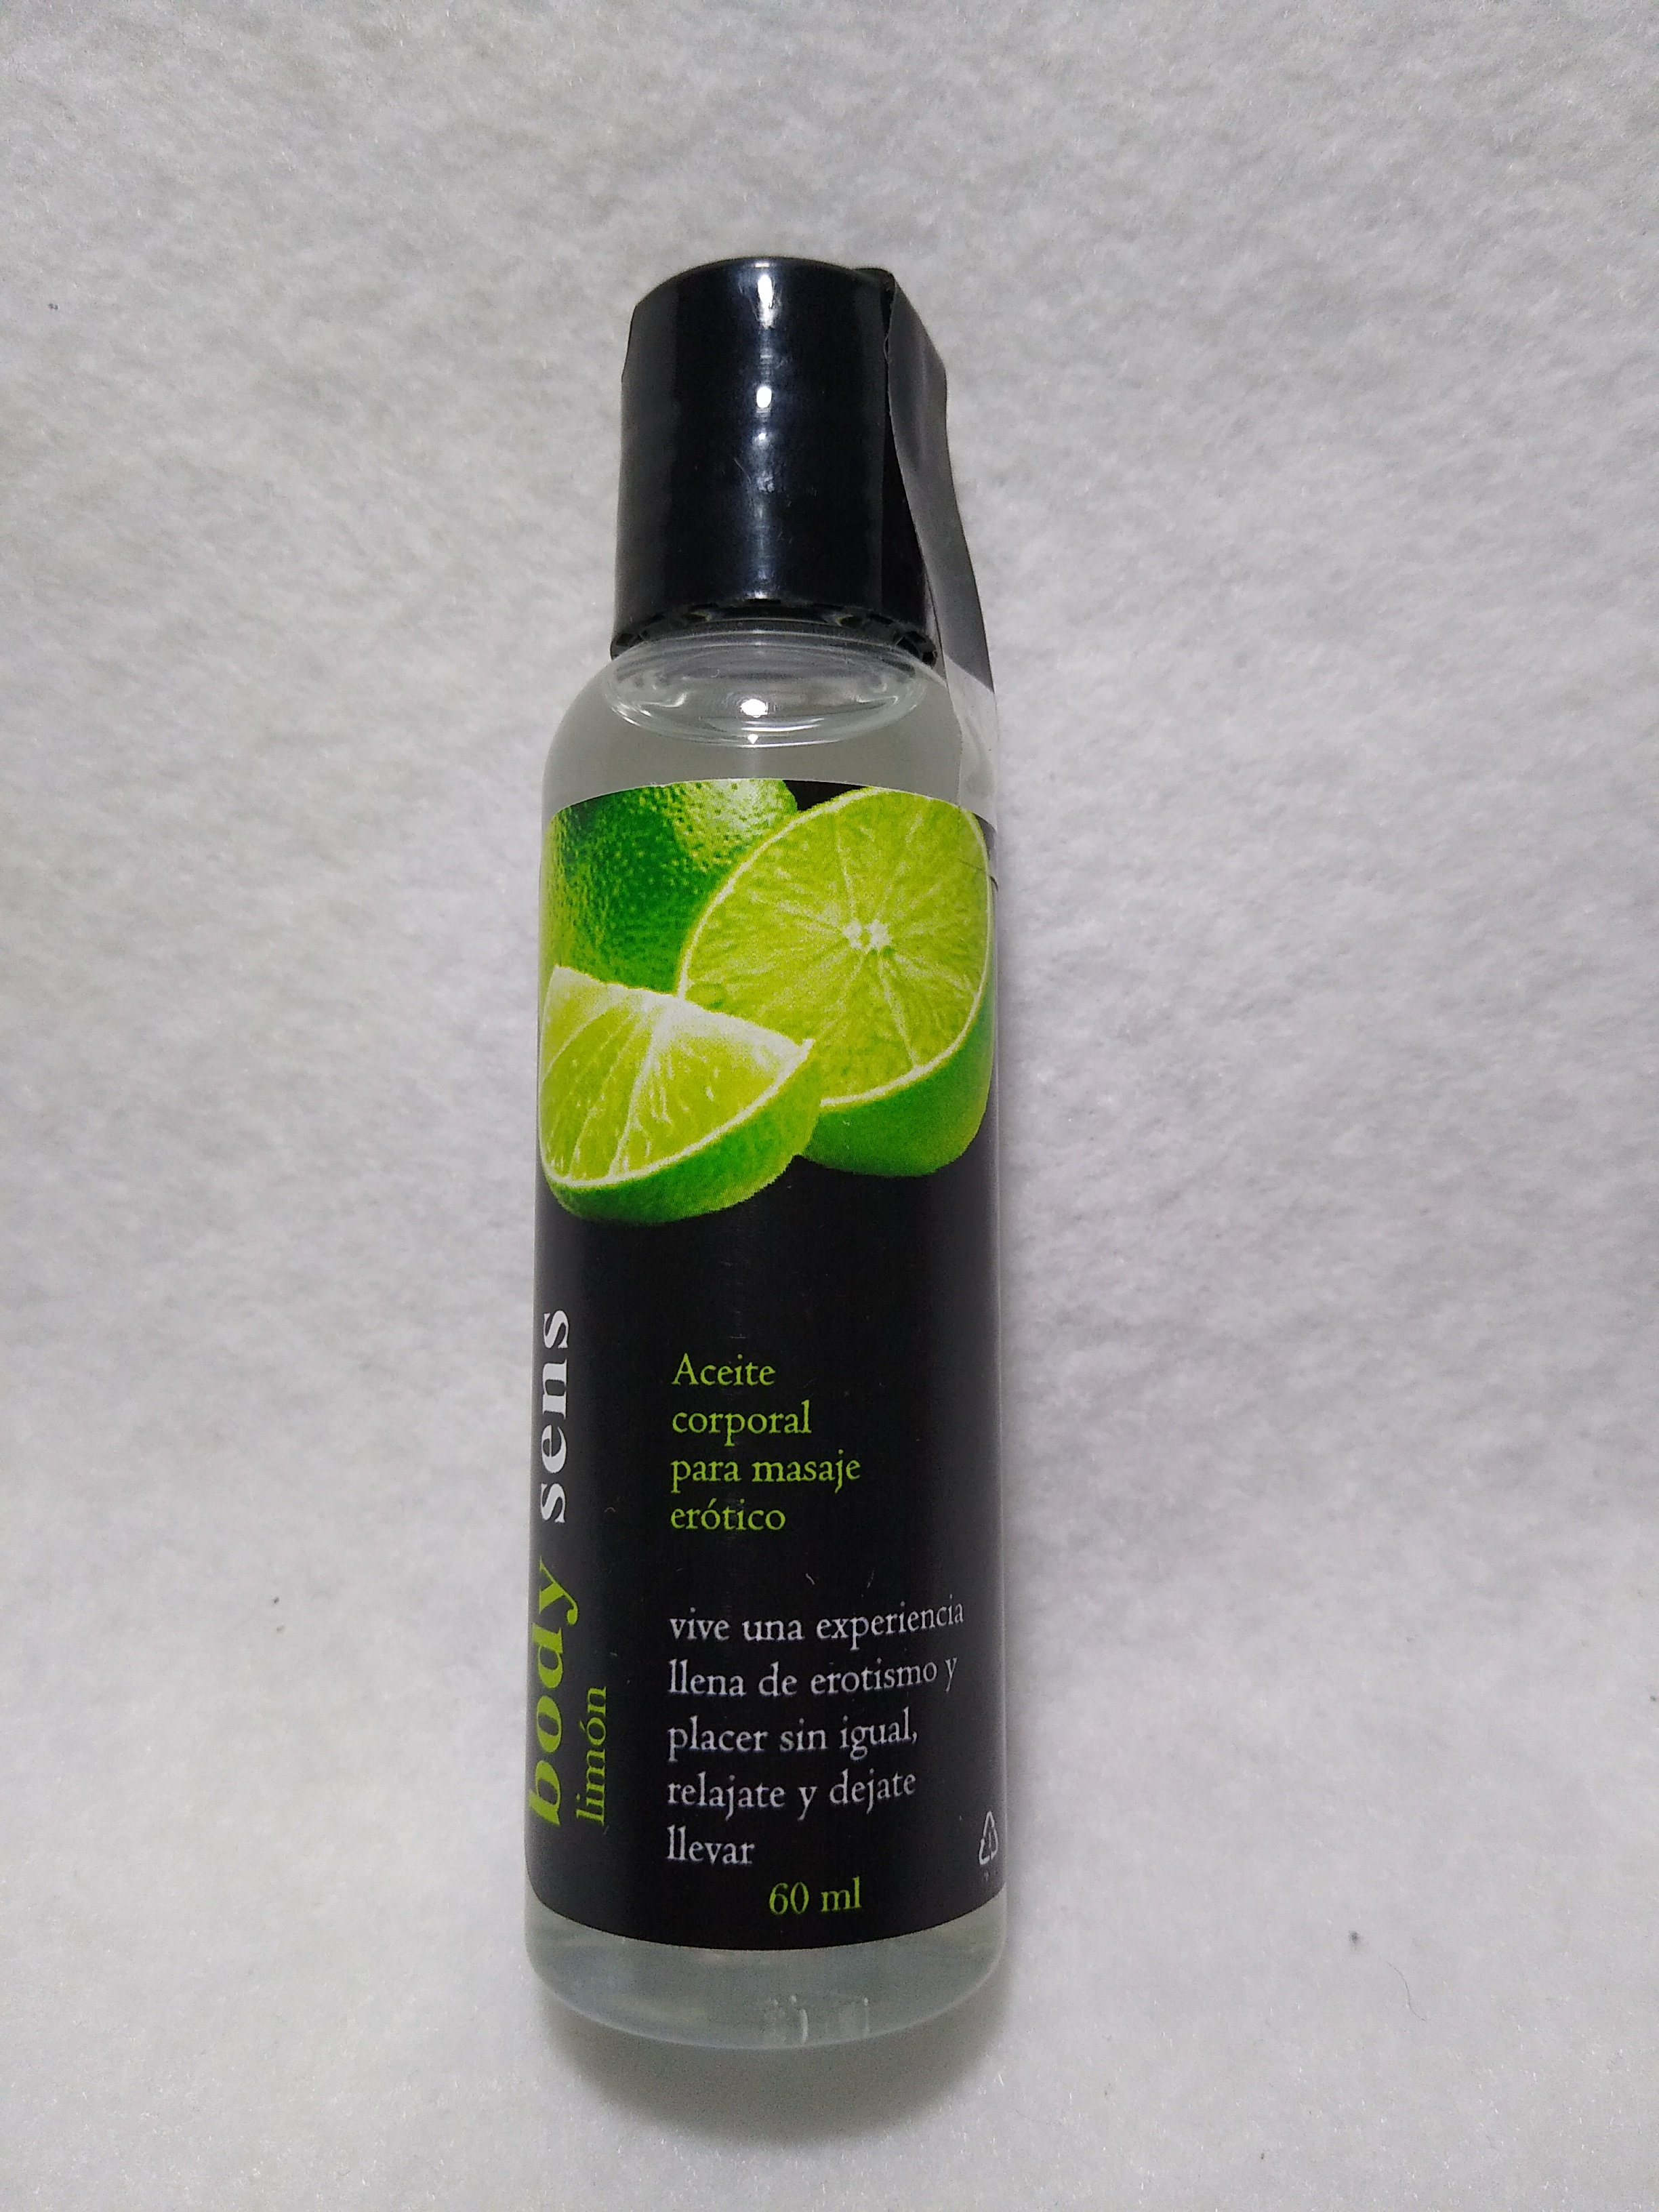 body sens
limón
Aceite
corporal
para masaje
erótico
vive una experiencia
llena de erotismo y
placer sin igual,
relajate y dejate
llevar
60 ml